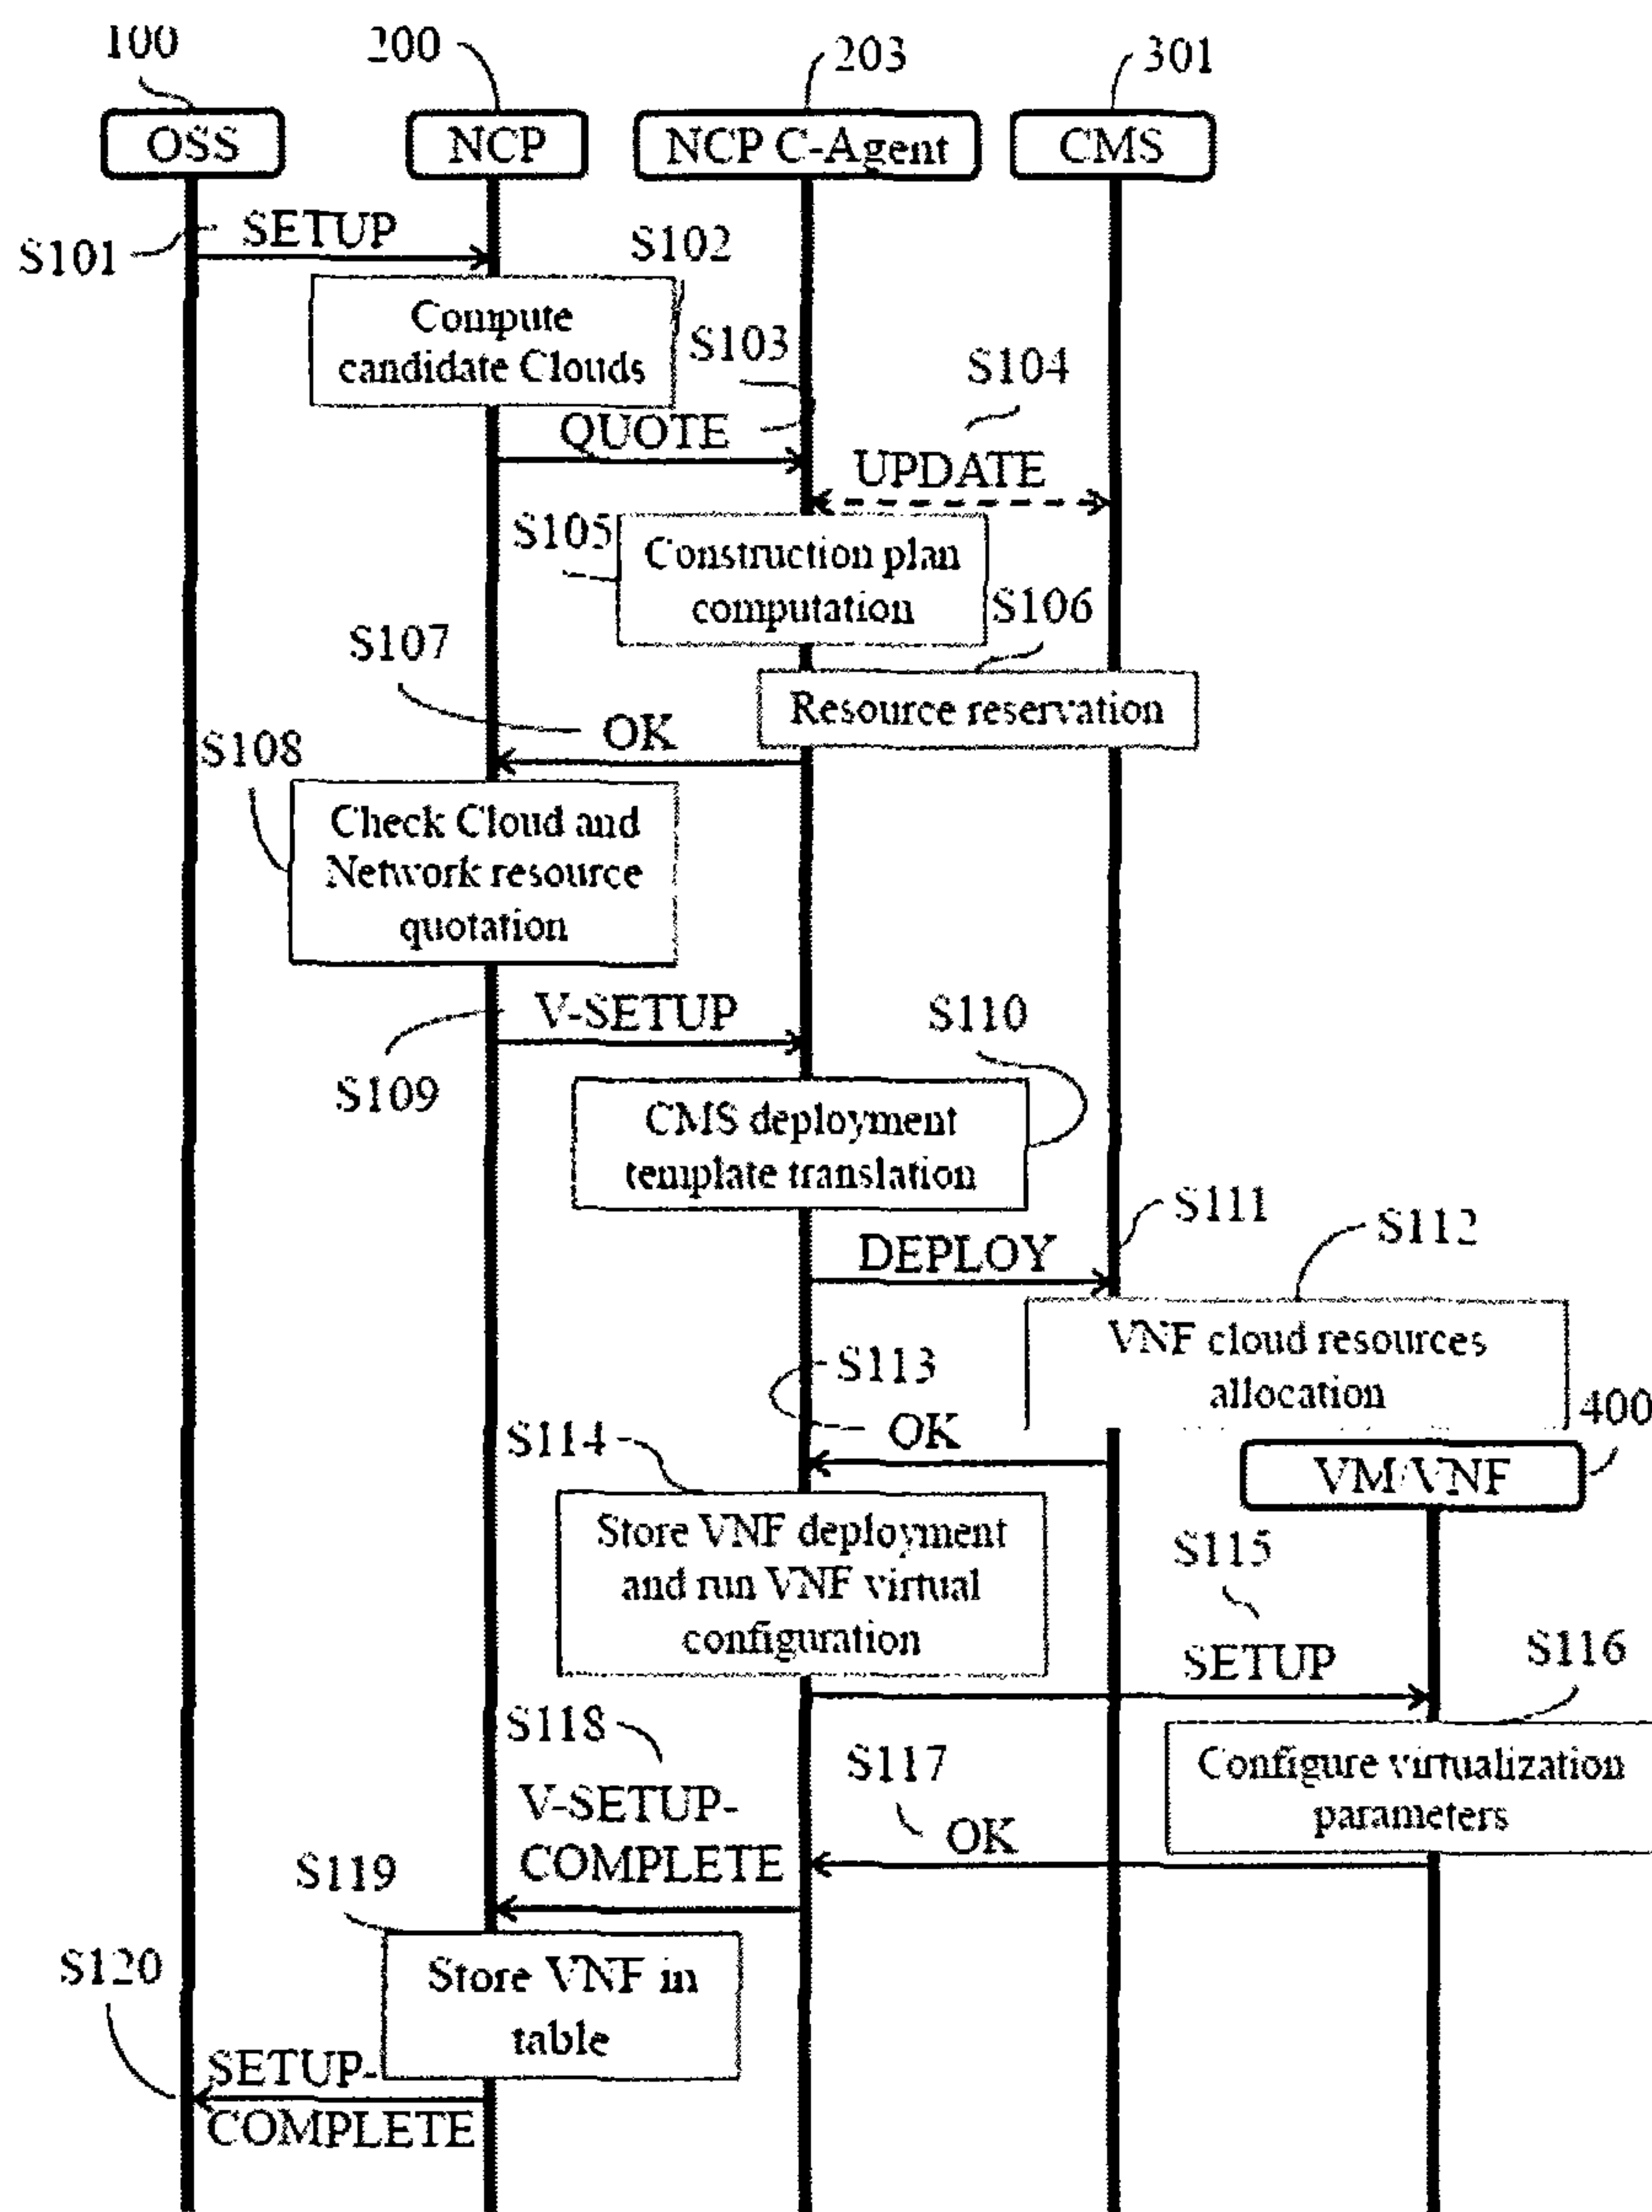 100
200
203
301
OSS
NCP
NCP C-Agent
CMS
S101
SETUP
S102
Compute
candidate Clouds
S103
QUOTE
S104
UPDATE
S105
Construction plan
computation
S106
Resource reservation
S107
OK
S108
Check Cloud and
Network resource
quotation
V-SETUP
S109
S110
CMS deployment
template translation
S111
DEPLOY
S112
VNF cloud resources
allocation
S113
OK
400
VM/VNF
S114
Store VNF deployment
and run VNF virtual
configuration
S115
SETUP
S116
Configure virtualization
parameters
S117
OK
S118
V-SETUP-
COMPLETE
S119
Store VNF in
table
S120
SETUP-
COMPLETE